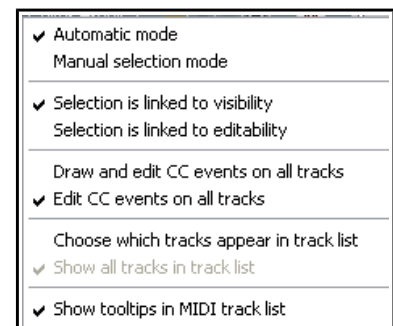 Automatic mode
Manual selection mode
Selection is linked to visibility
Selection is linked to editability
Draw and edit CC events on all tracks
Edit CC events on all tracks
Choose which tracks appear in track list
Show all tracks in track list
Show tooltips in MIDI track list